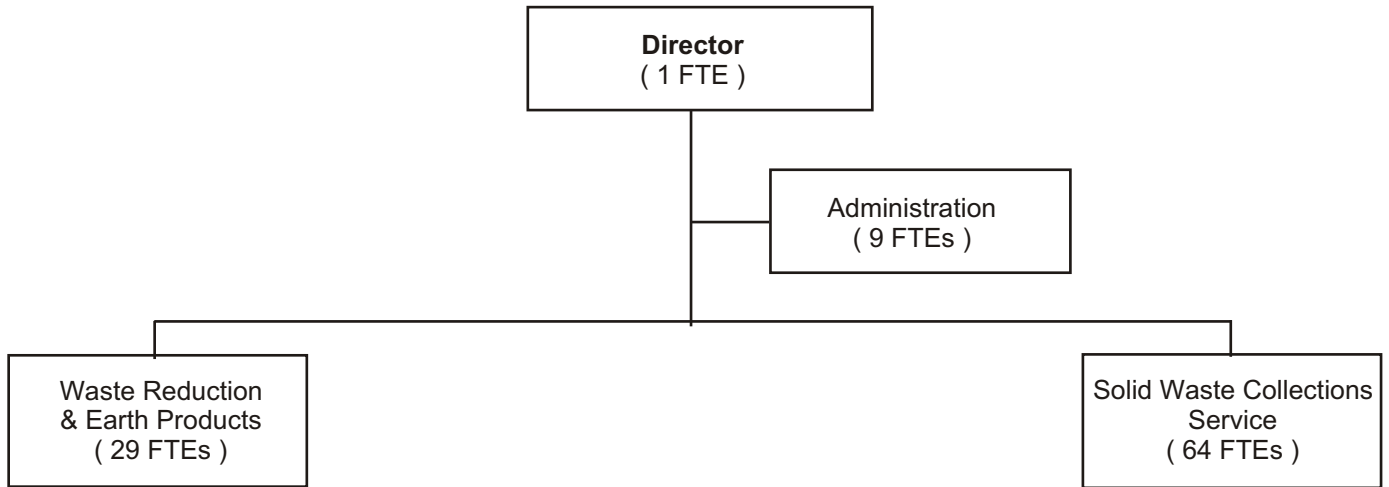 Director
( 1 FTE )
Administration
( 9 FTEs )
Waste Reduction
& Earth Products
( 29 FTEs )
Solid Waste Collections
Service
( 64 FTEs )